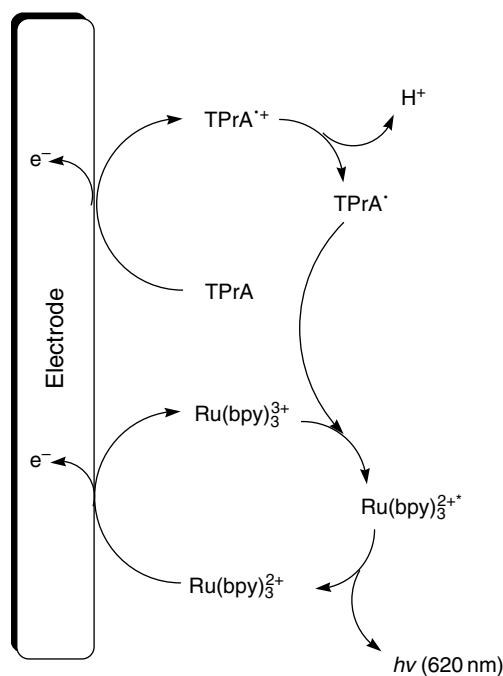 H⁺
TPrA•⁺
e⁻
TPrA•
TPrA
Electrode
Ru(bpy)₃³⁺
e⁻
Ru(bpy)₃²⁺*
Ru(bpy)₃²⁺
hv (620 nm)